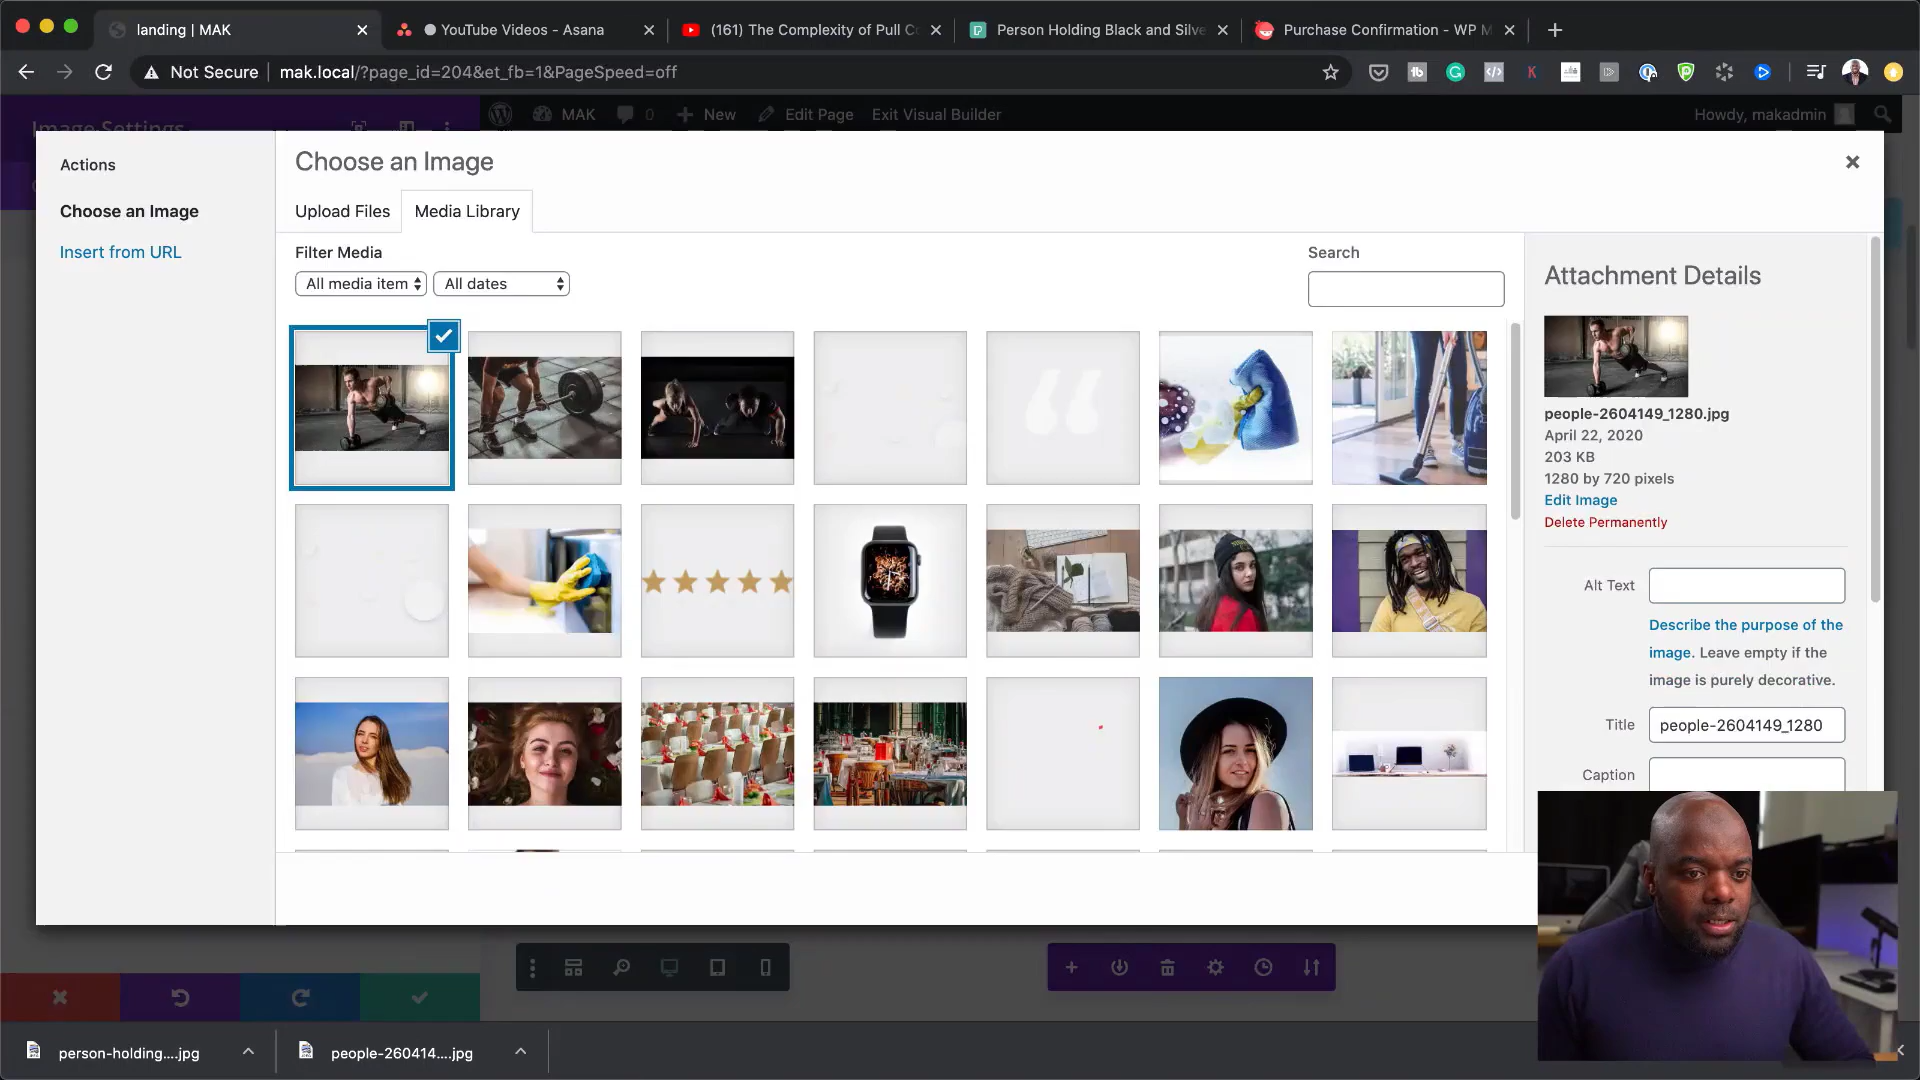 landing | MAK
YouTube Videos - Asana
(161) The Complexity of Pull Co
Person Holding Black and Silve
Purchase Confirmation - WP M
Not Secure
mak.local/?page_id=204&et_fb=1&PageSpeed=off
Image Settings
MAK
0
New
Edit Page
Exit Visual Builder
Howdy, makadmin
Actions
Choose an Image
Insert from URL
Choose an Image
Upload Files
Media Library
Filter Media
All media item
All dates
Search
Attachment Details
people-2604149_1280.jpg
April 22, 2020
203 KB
1280 by 720 pixels
Edit Image
Delete Permanently
Alt Text
Describe the purpose of the
image. Leave empty if the
image is purely decorative.
Title
people-2604149_1280
Caption
person-holding....jpg
people-260414....jpg